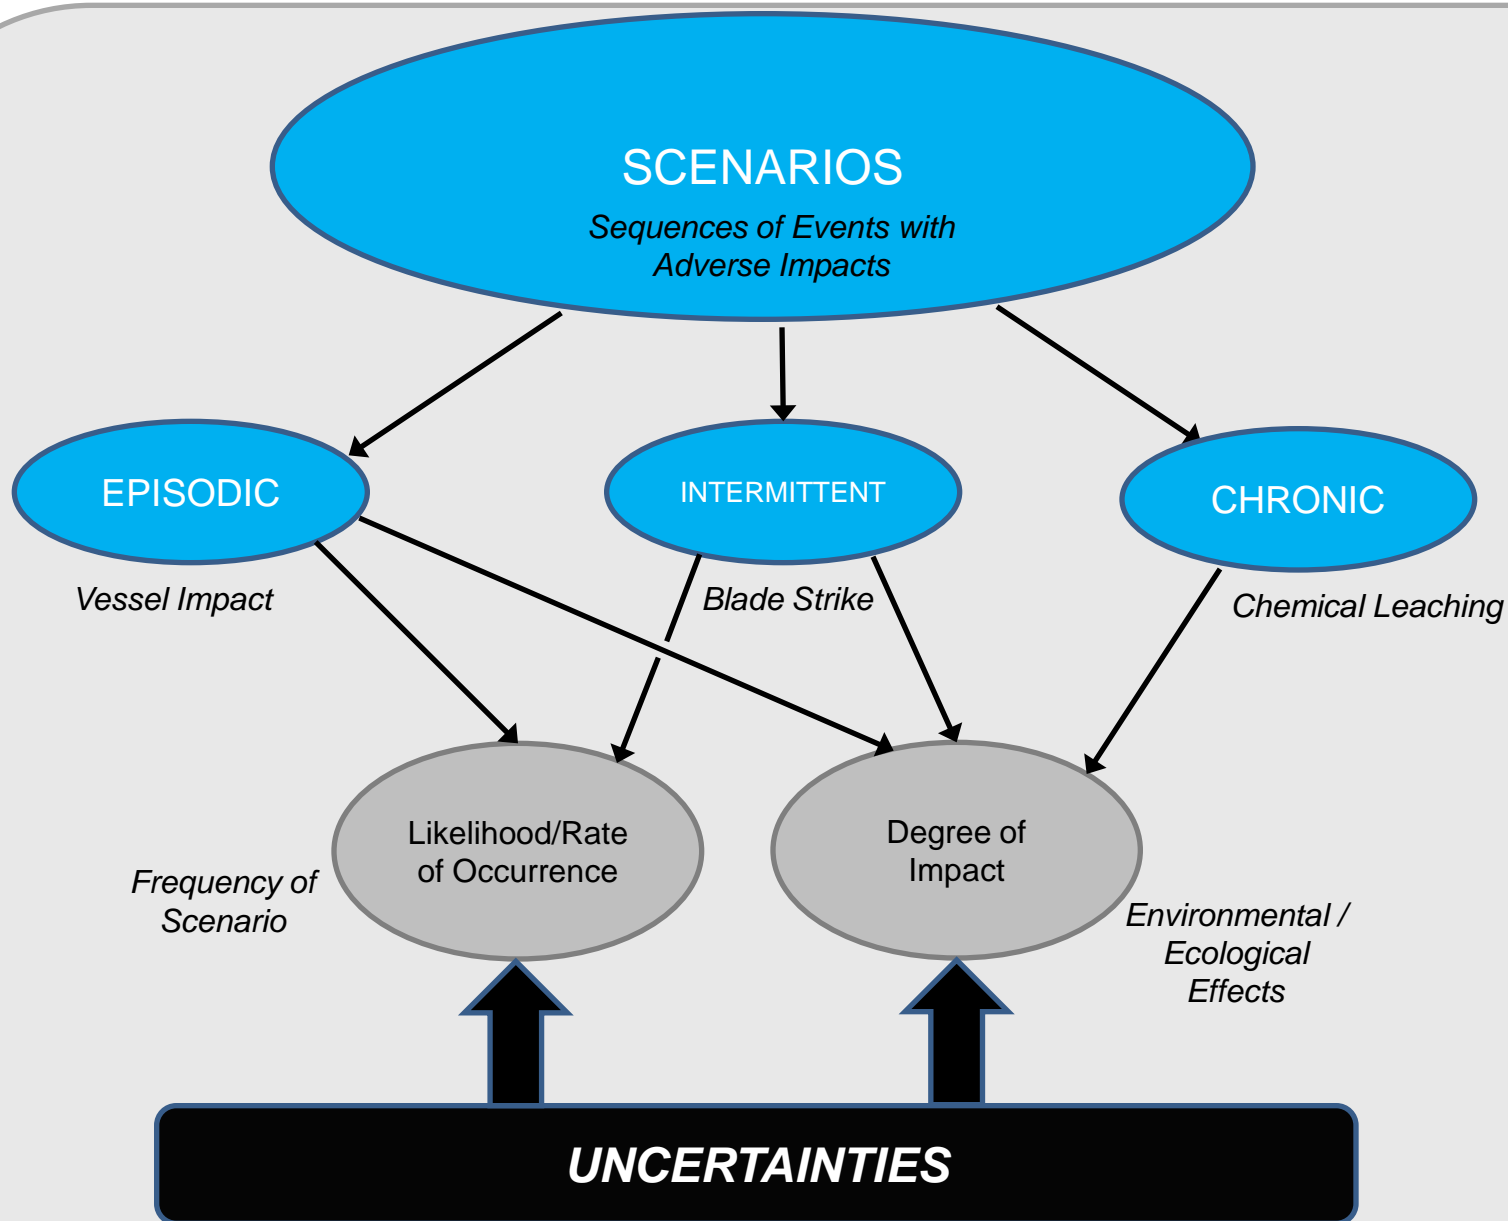 SCENARIOS
Sequences of Events with
Adverse Impacts
EPISODIC
INTERMITTENT
CHRONIC
Vessel Impact
Blade Strike
Chemical Leaching
Likelihood/Rate
of Occurrence
Degree of
Impact
Frequency of
Scenario
Environmental /
Ecological
Effects
UNCERTAINTIES